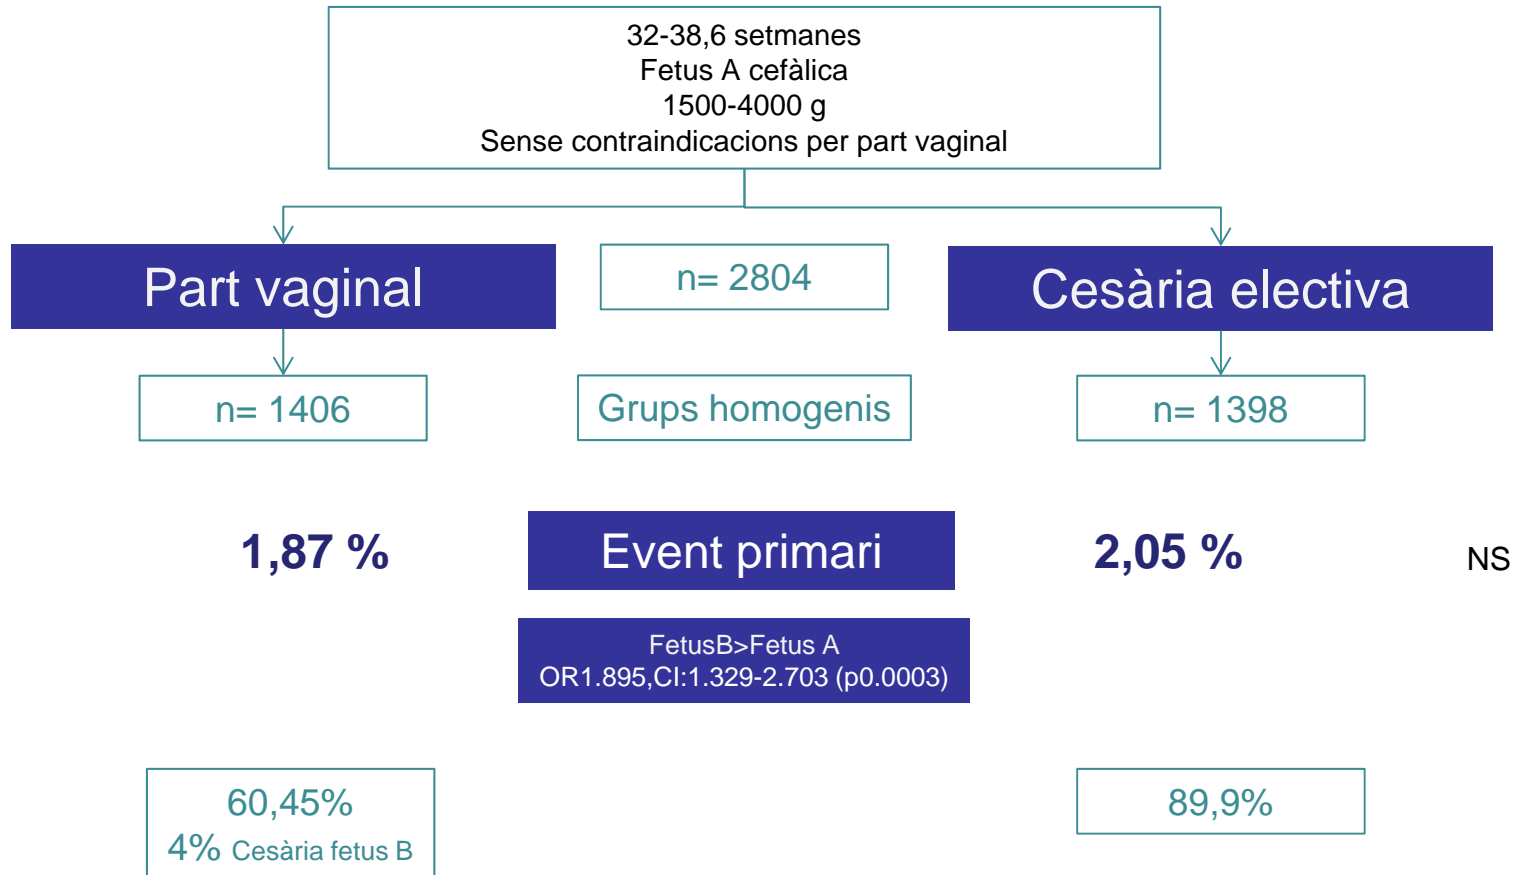 32-38,6 setmanes
Fetus A cefàlica
1500-4000 g
Sense contraindicacions per part vaginal
Part vaginal
n= 2804
Cesària electiva
n= 1406
Grups homogenis
n= 1398
1,87 %
Event primari
2,05 %
NS
FetusB>Fetus A
OR1.895,CI:1.329-2.703 (p0.0003)
60,45%
4% Cesària fetus B
89,9%